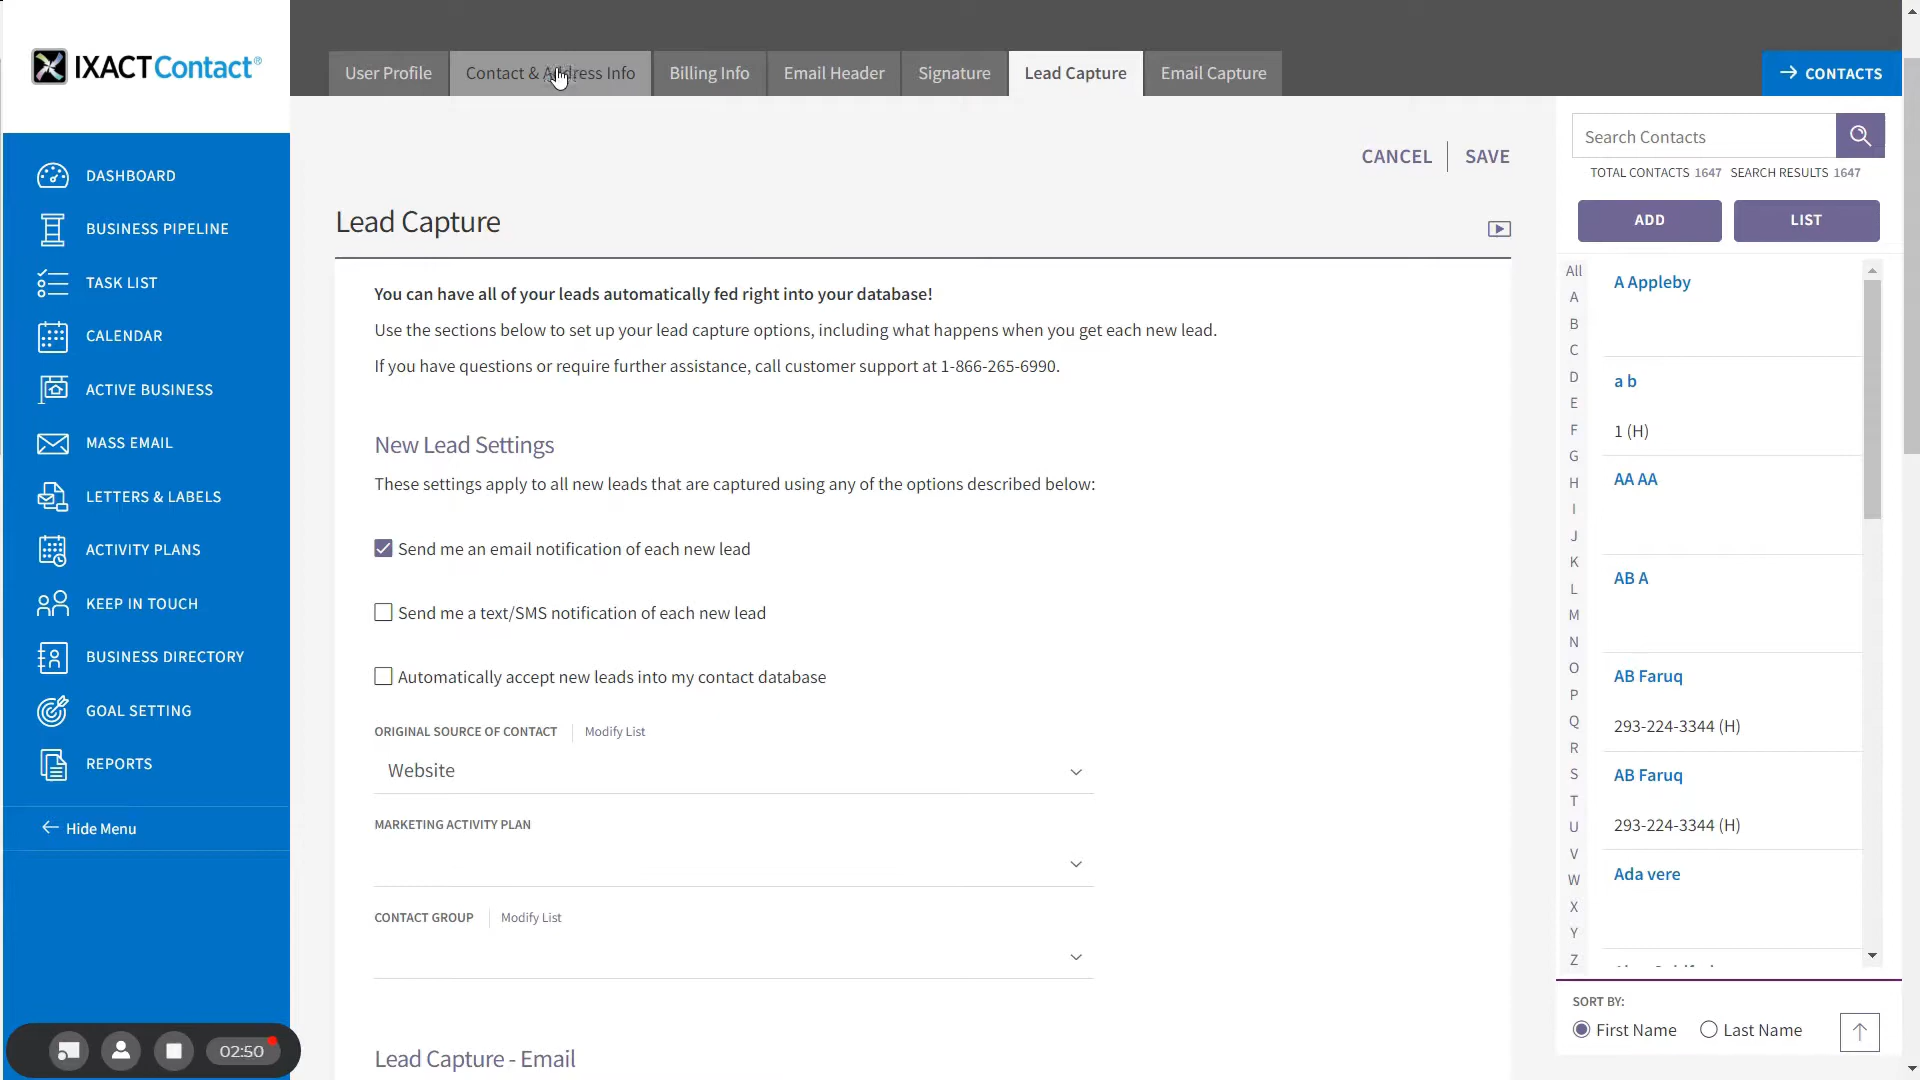 IXACTContact®
User Profile
Contact & Address Info
Billing Info
Email Header
Signature
Lead Capture
Email Capture
→ CONTACTS
DASHBOARD
BUSINESS PIPELINE
TASK LIST
CALENDAR
ACTIVE BUSINESS
MASS EMAIL
LETTERS & LABELS
ACTIVITY PLANS
KEEP IN TOUCH
BUSINESS DIRECTORY
GOAL SETTING
REPORTS
← Hide Menu
02:50
CANCEL | SAVE
Lead Capture
You can have all of your leads automatically fed right into your database!
Use the sections below to set up your lead capture options, including what happens when you get each new lead.
If you have questions or require further assistance, call customer support at 1-866-265-6990.
New Lead Settings
These settings apply to all new leads that are captured using any of the options described below:
Send me an email notification of each new lead
Send me a text/SMS notification of each new lead
Automatically accept new leads into my contact database
ORIGINAL SOURCE OF CONTACT | Modify List
Website
MARKETING ACTIVITY PLAN
CONTACT GROUP | Modify List
Lead Capture - Email
Search Contacts
TOTAL CONTACTS 1647 SEARCH RESULTS 1647
ADD
LIST
All
A
B
C
D
E
F
G
H
I
J
K
L
M
N
O
P
Q
R
S
T
U
V
W
X
Y
Z
A Appleby
a b
1 (H)
AA AA
AB A
AB Faruq
293-224-3344 (H)
AB Faruq
293-224-3344 (H)
Ada vere
SORT BY:
First Name
Last Name